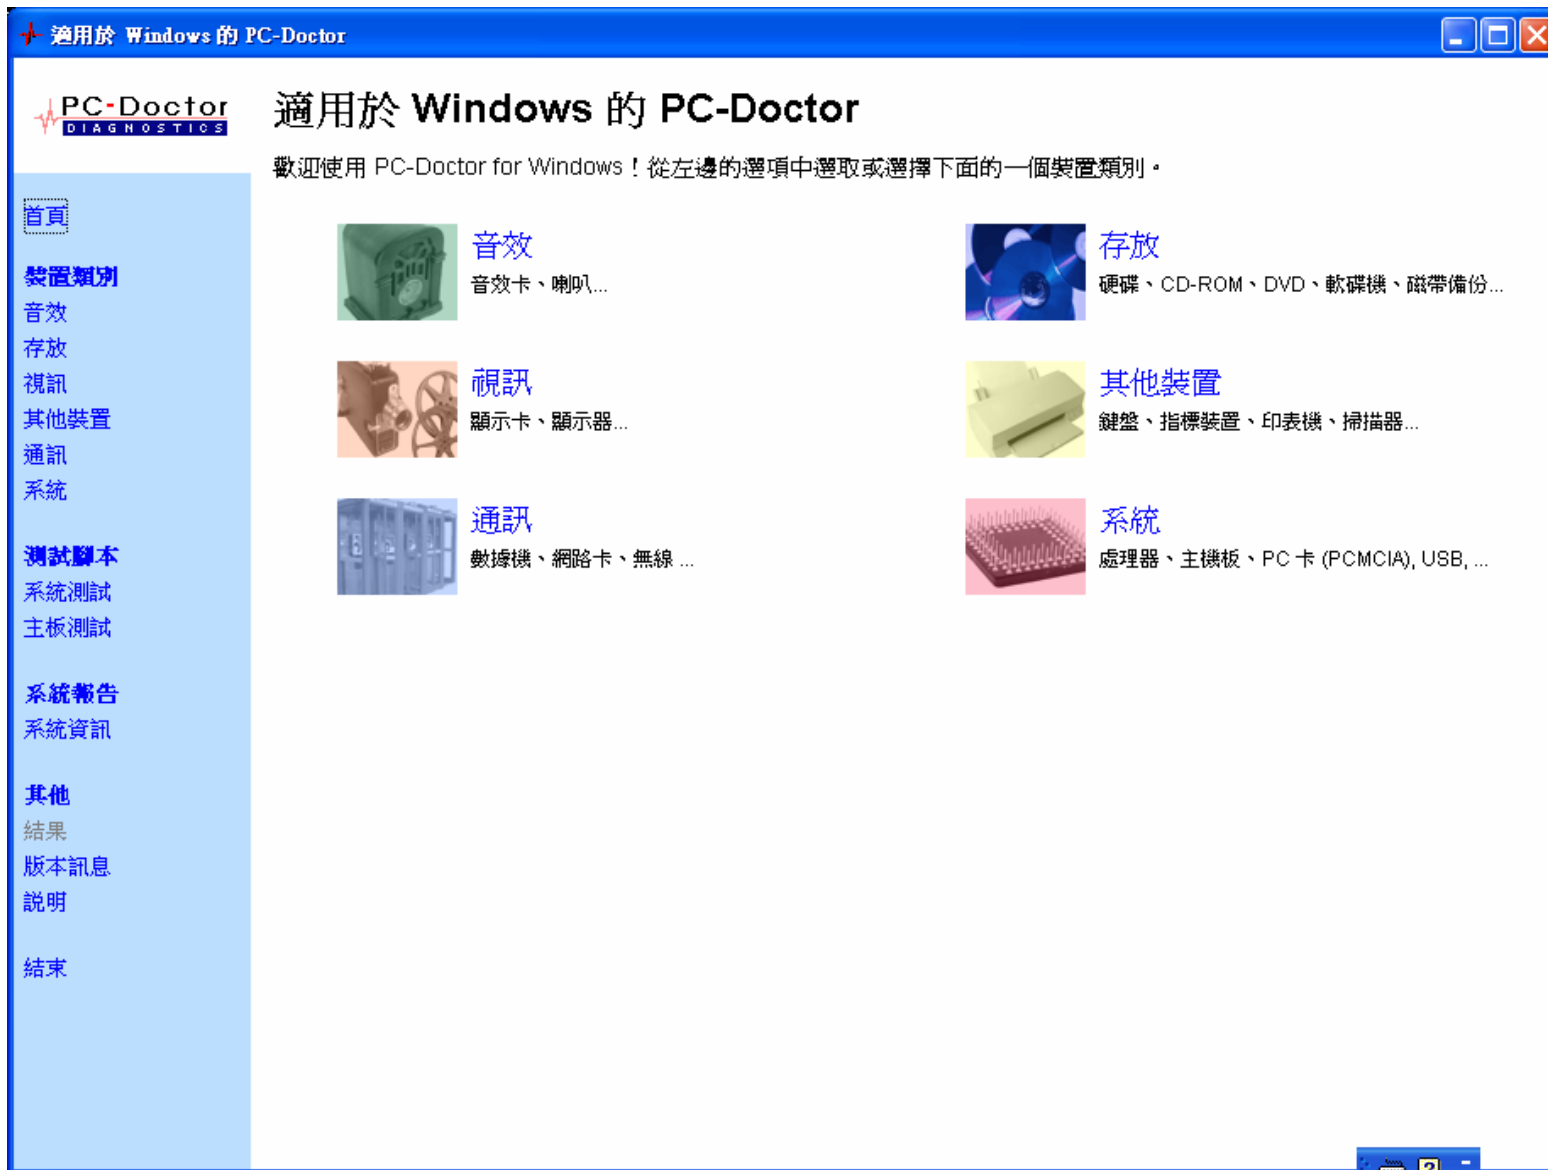 適用於 Windows 的 PC-Doctor
PC-Doctor
DIAGNOSTICS
適用於 Windows 的 PC-Doctor
歡迎使用 PC-Doctor for Windows！從左邊的選項中選取或選擇下面的一個裝置類別。
首頁
裝置類別
音效
存放
視訊
其他裝置
通訊
系統
測試腳本
系統測試
主板測試
系統報告
系統資訊
其他
結果
版本訊息
說明
結束
音效
音效卡、喇叭...
存放
硬碟、CD-ROM、DVD、軟碟機、磁帶備份...
視訊
顯示卡、顯示器...
其他裝置
鍵盤、指標裝置、印表機、掃描器...
通訊
數據機、網路卡、無線 ...
系統
處理器、主機板、PC 卡 (PCMCIA), USB, ...